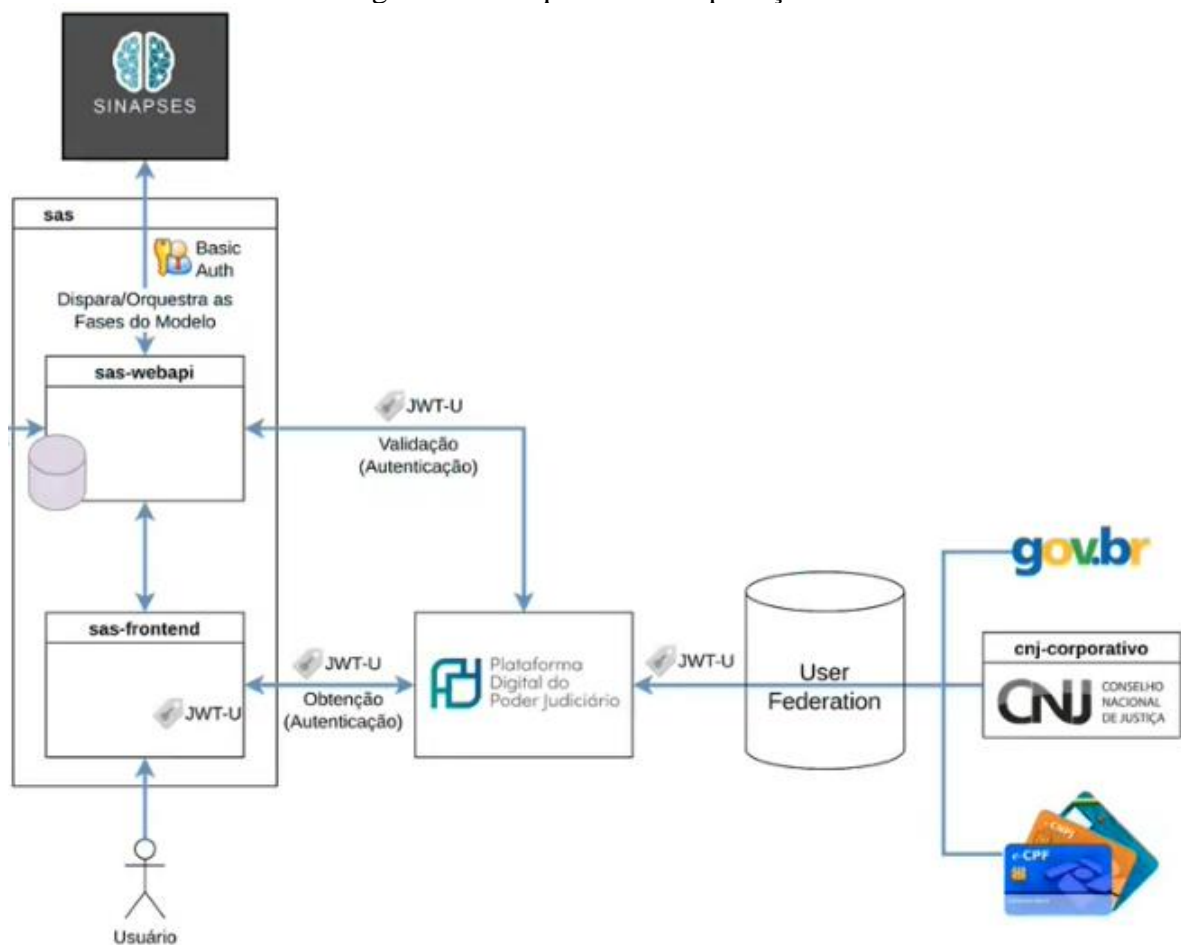 SINAPSES
sas
Basic
Auth
Dispara/Orquestra as
Fases do Modelo
sas-webapi
JWT-U
Validação
(Autenticação)
gov.br
sas-frontend
JWT-U
Obtenção
(Autenticação)
JWT-U
Plataforma
Digital do
Poder Judiciário
JWT-U
User
Federation
cnj-corporativo
CNJ
CONSELHO
NACIONAL
DE JUSTIÇA
e-CNPJ
e-CPF
Usuário